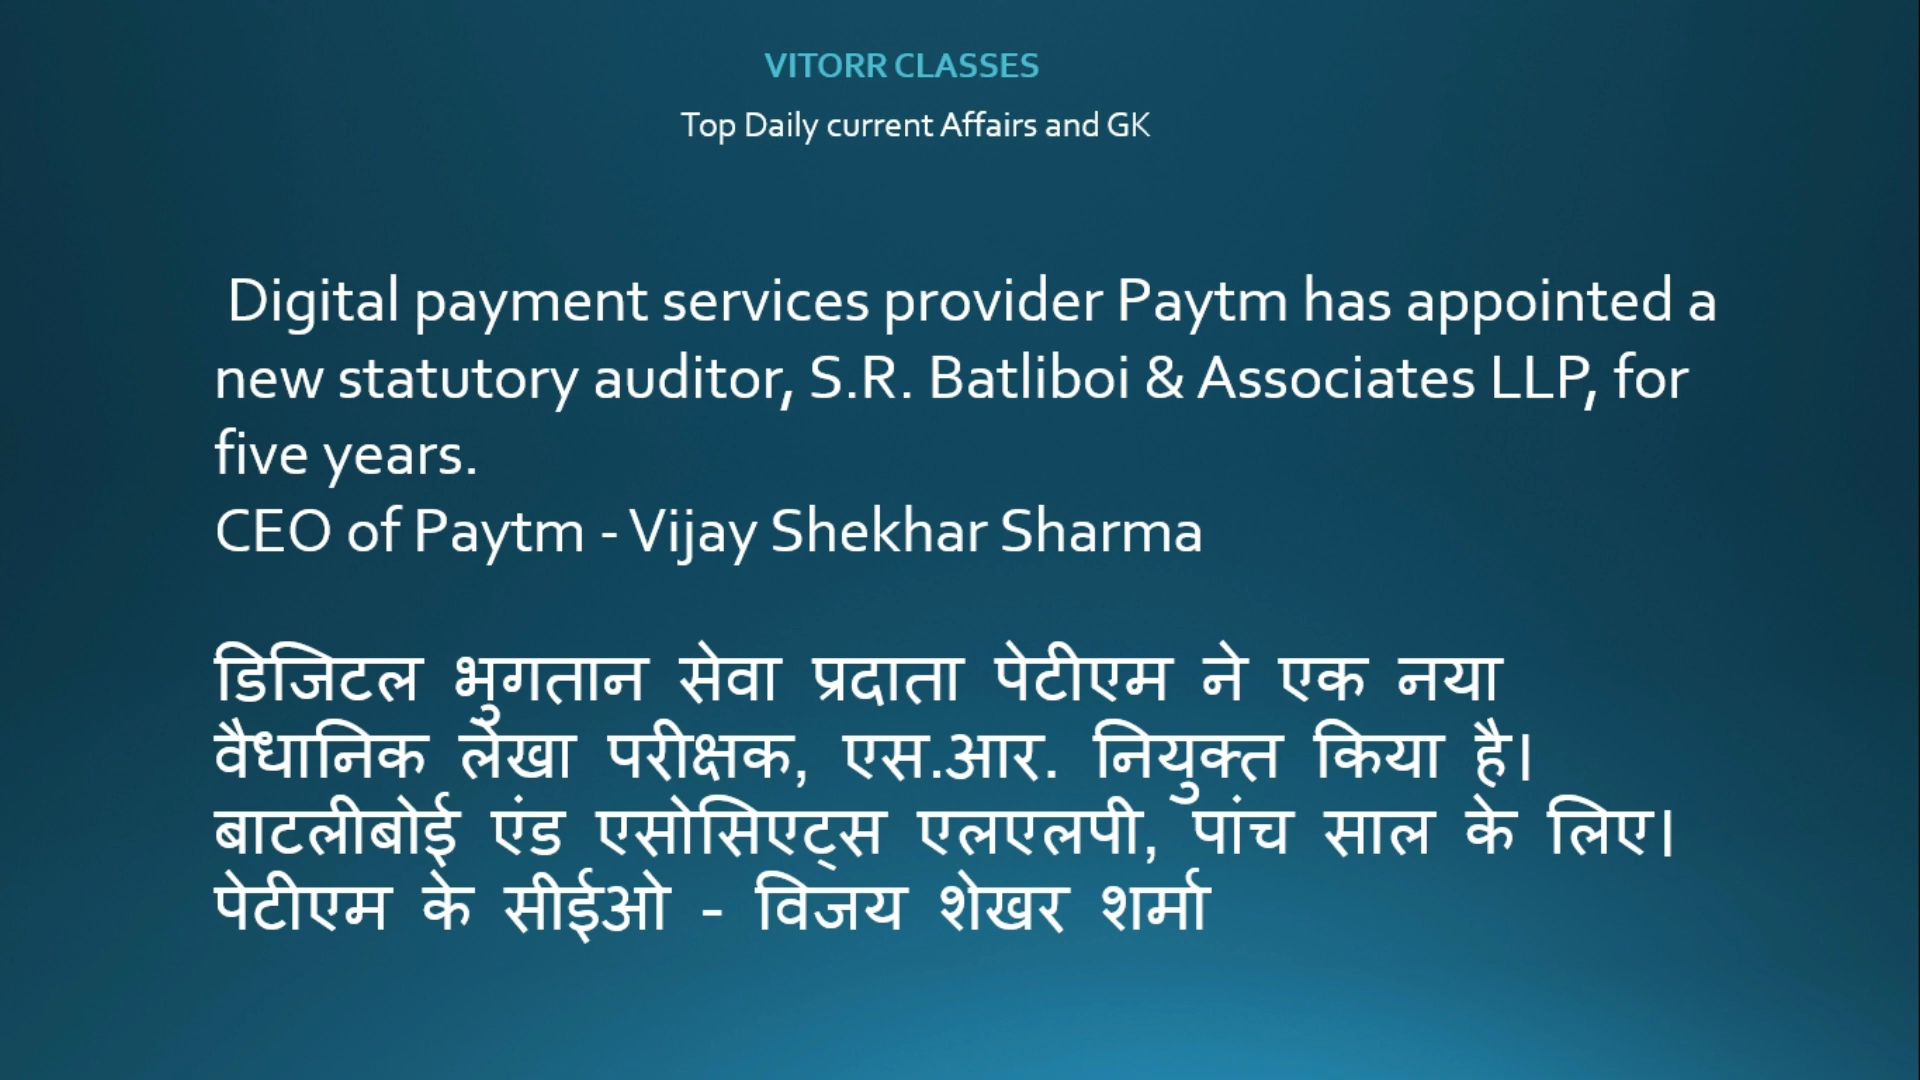 VITORR CLASSES
Top Daily current Affairs and GK
Digital payment services provider Paytm has appointed a
new statutory auditor, S.R. Batliboi & Associates LLP, for
five years.
CEO of Paytm - Vijay Shekhar Sharma
डिजिटल भुगतान सेवा प्रदाता पेटीएम ने एक नया
वैधानिक लेखा परीक्षक, एस.आर. नियुक्त किया है।
बाटलीबोई एंड एसोसिएट्स एलएलपी, पांच साल के लिए।
पेटीएम के सीईओ - विजय शेखर शर्मा